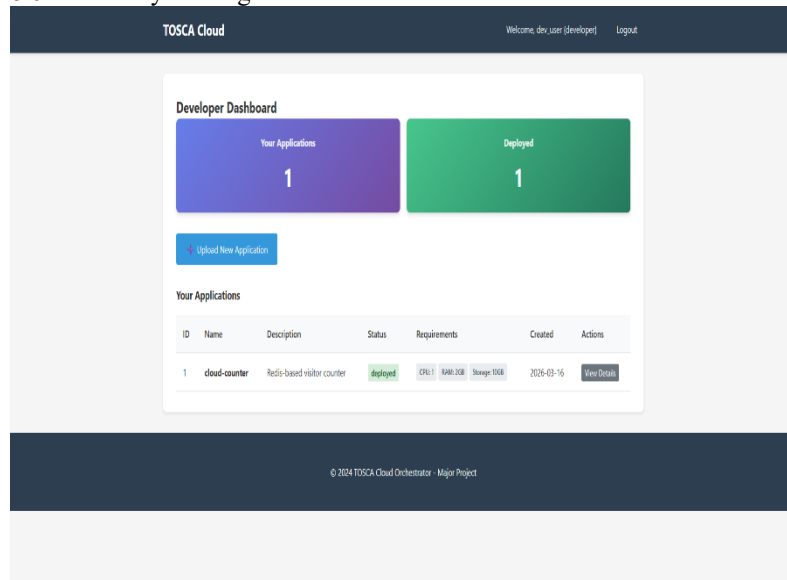 TOSCA Cloud
Welcome, dev_user (developer) Logout
Developer Dashboard
Your Applications
1
Deployed
1
Upload New Application
Your Applications
ID Name Description Status Requirements Created Actions
1 cloud-counter Redis-based visitor counter deployed CPU: 1 RAM: 2GB Storage: 10GB 2026-03-16 View Details
© 2024 TOSCA Cloud Orchestrator - Major Project